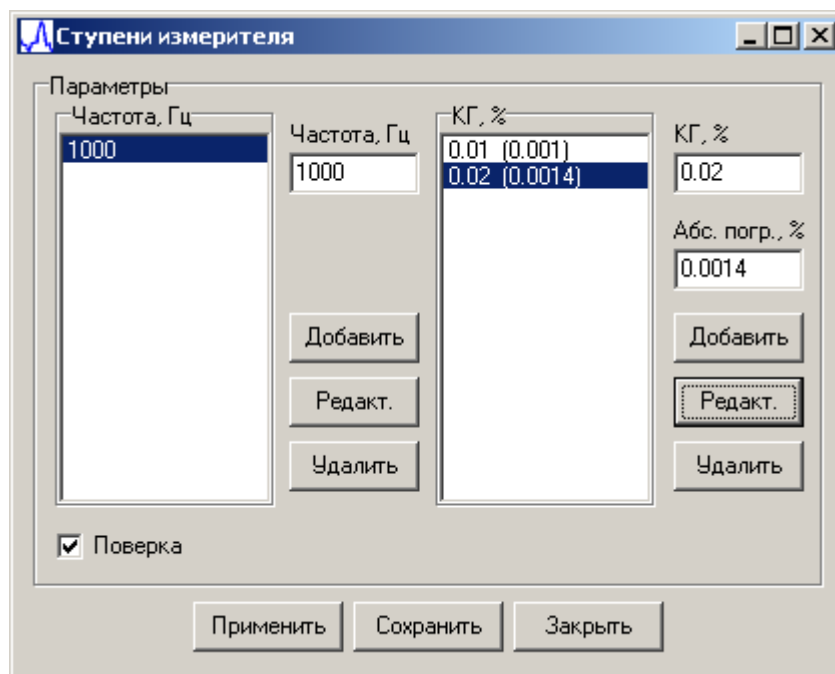 Ступени измерителя
Параметры
Частота, Гц
1000
Частота, Гц
1000
Добавить
Редакт.
Удалить
КГ, %
0.01 (0.001)
0.02 (0.0014)
КГ, %
0.02
Абс. погр., %
0.0014
Добавить
Редакт.
Удалить
Поверка
Применить
Сохранить
Закрыть